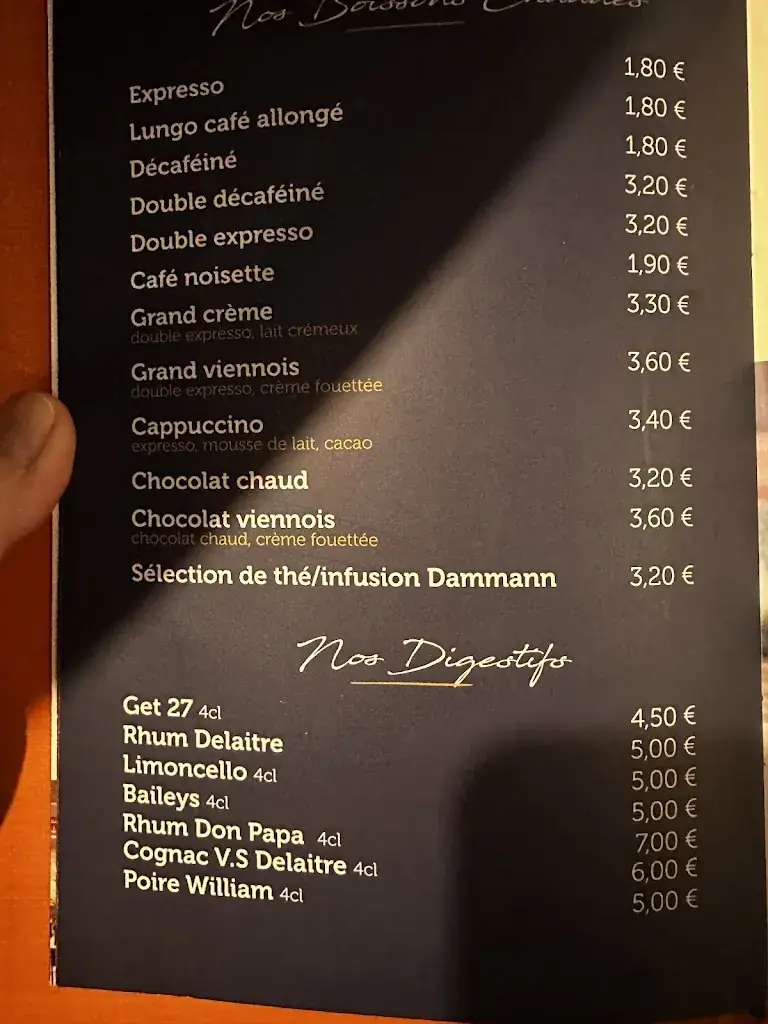 Nos Boissons Chaudes
Expresso 1,80 €
Lungo café allongé 1,80 €
Décaféiné 1,80 €
Double décaféiné 3,20 €
Double expresso 3,20 €
Café noisette 1,90 €
Grand crème 3,30 €
double expresso, lait crémeux
Grand viennois 3,60 €
double expresso, crème fouettée
Cappuccino 3,40 €
expresso, mousse de lait, cacao
Chocolat chaud 3,20 €
Chocolat viennois 3,60 €
chocolat chaud, crème fouettée
Sélection de thé/infusion Dammann 3,20 €
Nos Digestifs
Get 27 4cl 4,50 €
Rhum Delaitre 5,00 €
Limoncello 4cl 5,00 €
Baileys 4cl 5,00 €
Rhum Don Papa 4cl 7,00 €
Cognac V.S Delaitre 4cl 6,00 €
Poire William 4cl 5,00 €